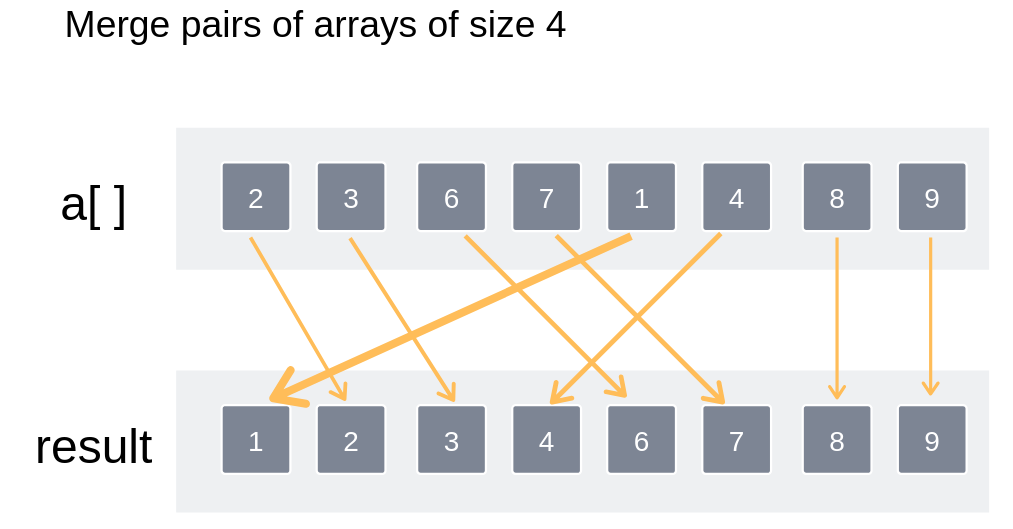 Merge pairs of arrays of size 4
a[ ] 2 3 6 7 1 4 8 9
result 1 2 3 4 6 7 8 9